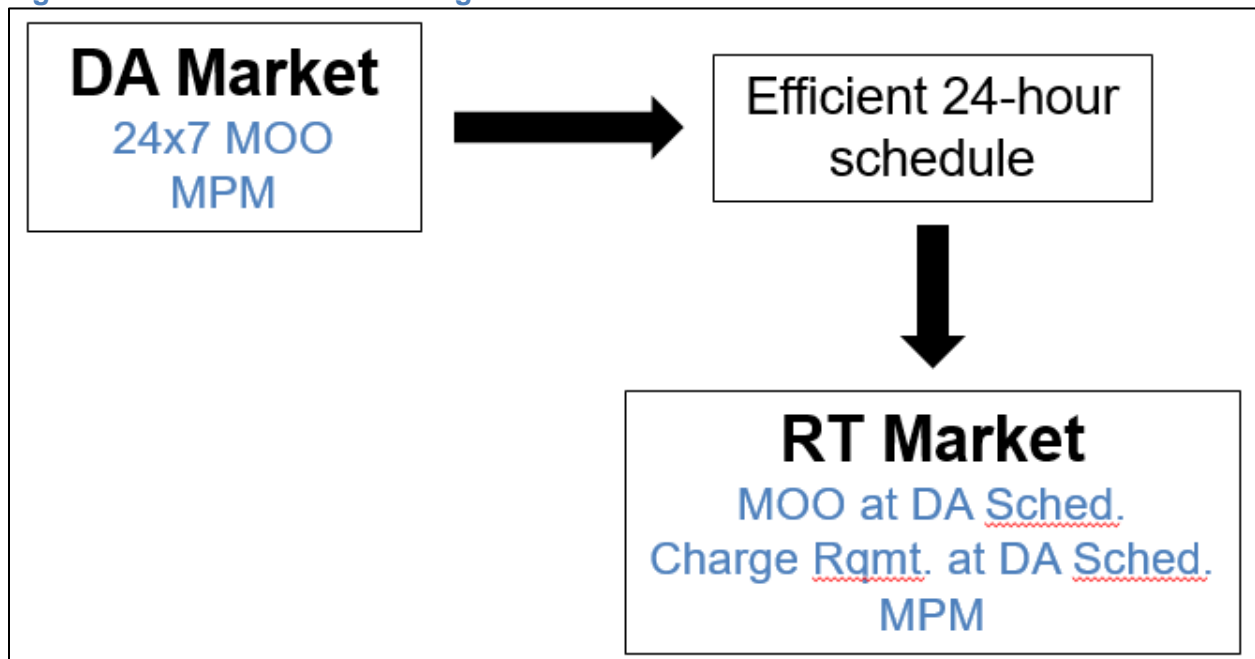 DA Market
24x7 MOO
MPM
Efficient 24-hour
schedule
RT Market
MOO at DA Sched.
Charge Rqmt. at DA Sched.
MPM